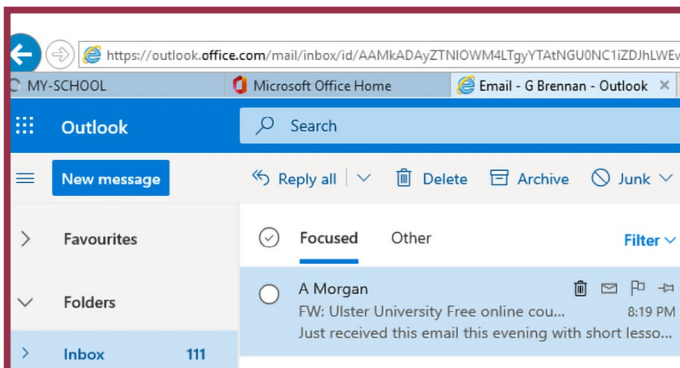 https://outlook.office.com/mail/inbox/id/AAMkADAyZTNIOWM4LTgyYTAtNGU0NC1iZDJhLWEv
MY-SCHOOL Microsoft Office Home Email - G Brennan - Outlook
Outlook Search
New message Reply all Delete Archive Junk
Favourites Focused Other Filter
A Morgan
Folders FW: Ulster University Free online cou... 8:19 PM
Just received this email this evening with short lesso...
Inbox 111